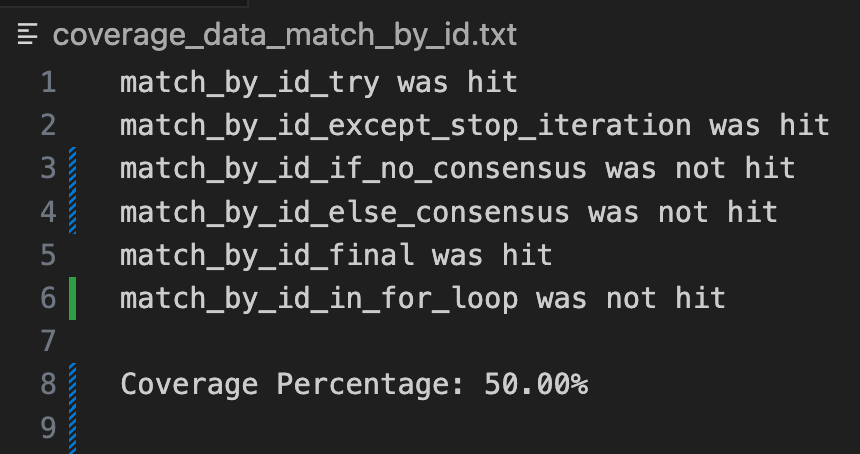 coverage_data_match_by_id.txt
1 match_by_id_try was hit
2 match_by_id_except_stop_iteration was hit
3 match_by_id_if_no_consensus was not hit
4 match_by_id_else_consensus was not hit
5 match_by_id_final was hit
6 match_by_id_in_for_loop was not hit
7
8 Coverage Percentage: 50.00%
9